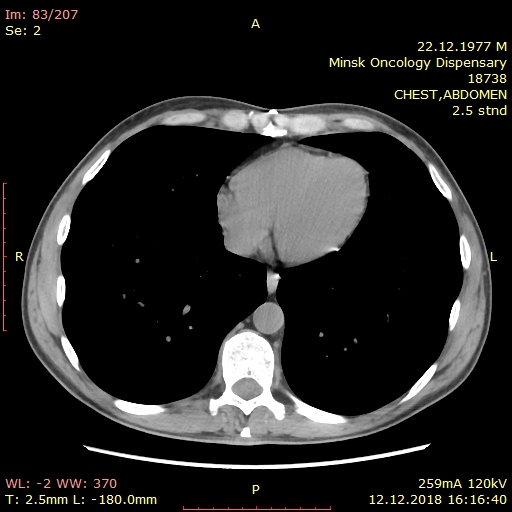 Im: 83/207
Se: 2
A
22.12.1977 M
Minsk Oncology Dispensary
18738
CHEST,ABDOMEN
2.5 stnd
R
L
WL: -2 WW: 370
T: 2.5mm L: -180.0mm
P
259mA 120kV
12.12.2018 16:16:40